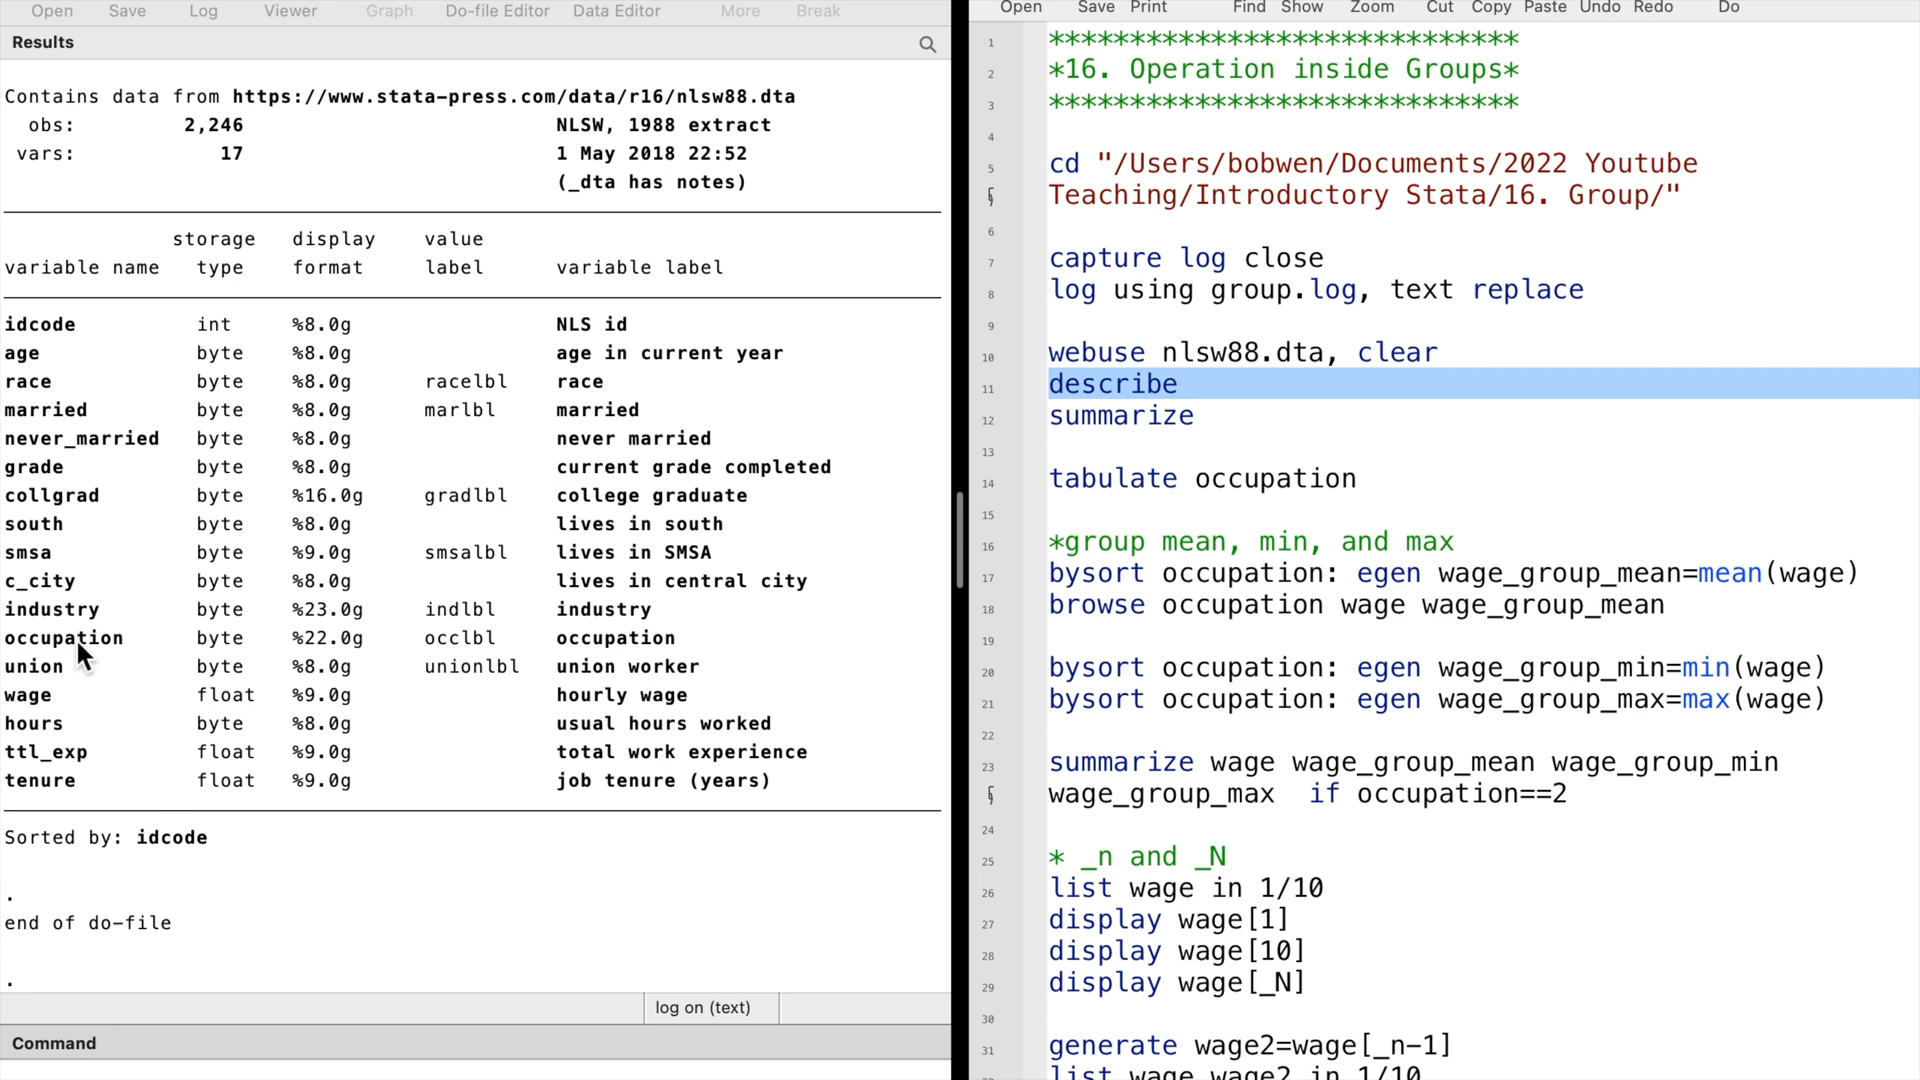 Open Save Log Viewer Graph Do-file Editor Data Editor More Break
Results
Contains data from https://www.stata-press.com/data/r16/nlsw88.dta
obs: 2,246 NLSW, 1988 extract
vars: 17 1 May 2018 22:52
(_dta has notes)
storage display value
variable name type format label variable label
idcode int %8.0g NLS id
age byte %8.0g age in current year
race byte %8.0g racelbl race
married byte %8.0g marlbl married
never_married byte %8.0g never married
grade byte %8.0g current grade completed
collgrad byte %16.0g gradlbl college graduate
south byte %8.0g lives in south
smsa byte %9.0g smsalbl lives in SMSA
c_city byte %8.0g lives in central city
industry byte %23.0g indlbl industry
occupation byte %22.0g occlbl occupation
union byte %8.0g unionlbl union worker
wage float %9.0g hourly wage
hours byte %8.0g usual hours worked
ttl_exp float %9.0g total work experience
tenure float %9.0g job tenure (years)
Sorted by: idcode
.
end of do-file
.
log on (text)
Command
Open Save Print Find Show Zoom Cut Copy Paste Undo Redo Do
1 *****************************
2 *16. Operation inside Groups*
3 *****************************
4
5 cd "/Users/bobwen/Documents/2022 Youtube
Teaching/Introductory Stata/16. Group/"
6
7 capture log close
8 log using group.log, text replace
9
10 webuse nlsw88.dta, clear
11 describe
12 summarize
13
14 tabulate occupation
15
16 *group mean, min, and max
17 bysort occupation: egen wage_group_mean=mean(wage)
18 browse occupation wage wage_group_mean
19
20 bysort occupation: egen wage_group_min=min(wage)
21 bysort occupation: egen wage_group_max=max(wage)
22
23 summarize wage wage_group_mean wage_group_min
wage_group_max  if occupation==2
24
25 * _n and _N
26 list wage in 1/10
27 display wage[1]
28 display wage[10]
29 display wage[_N]
30
31 generate wage2=wage[_n-1]
list wage wage2 in 1/10